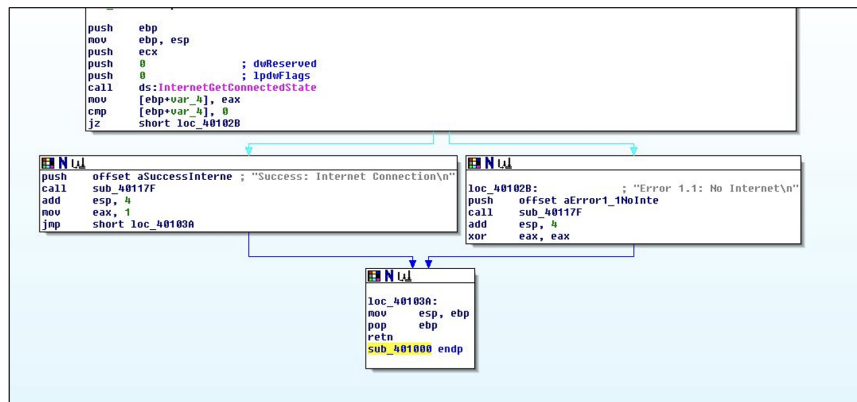 push ebp
mov ebp, esp
push ecx
push 0 ; dwReserved
push 0 ; lpdwFlags
call ds:InternetGetConnectedState
mov [ebp+var_4], eax
cmp [ebp+var_4], 0
jz short loc_40102B
push offset aSuccessInterne ; "Success: Internet Connection\n"
call sub_40117F
add esp, 4
mov eax, 1
jmp short loc_40103A
loc_40102B: ; "Error 1.1: No Internet\n"
push offset aError1_1NoInte
call sub_40117F
add esp, 4
xor eax, eax
loc_40103A:
mov esp, ebp
pop ebp
retn
sub_401000 endp